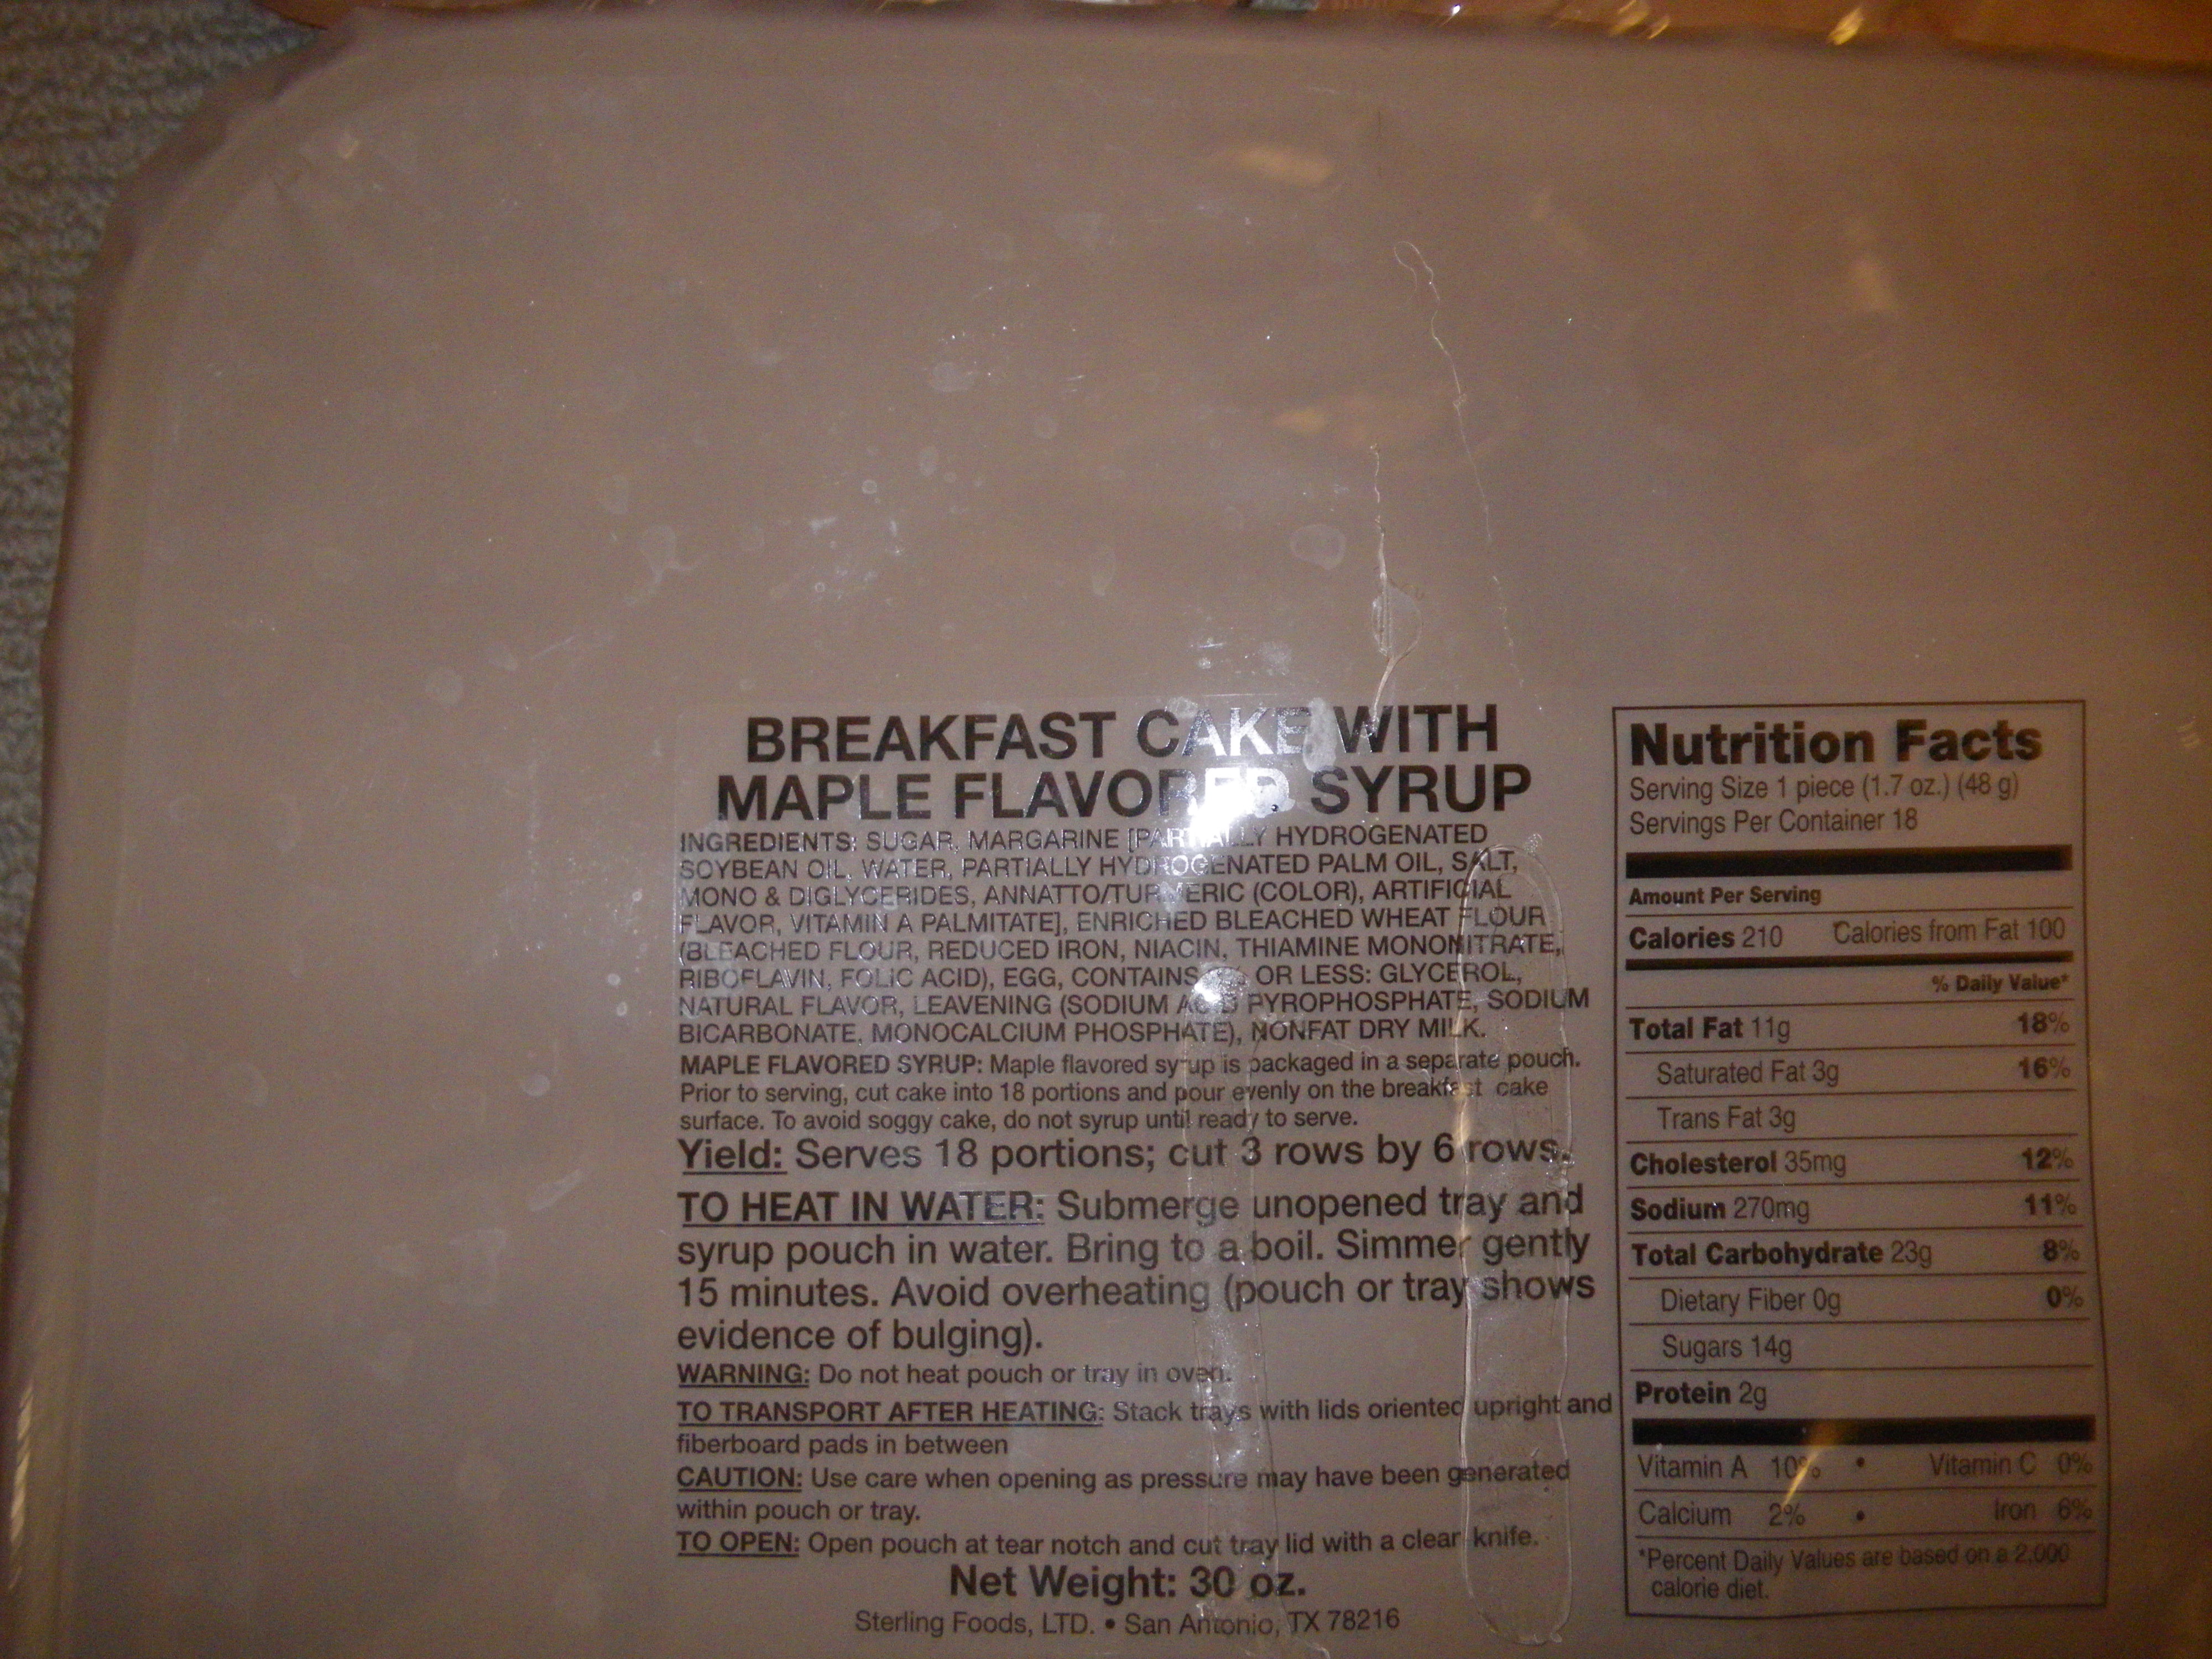 BREAKFAST CAKE WITH
MAPLE FLAVORED SYRUP
INGREDIENTS: SUGAR, MARGARINE [PARTIALLY HYDROGENATED
SOYBEAN OIL, WATER, PARTIALLY HYDROGENATED PALM OIL, SALT,
MONO & DIGLYCERIDES, ANNATTO/TURMERIC (COLOR), ARTIFICIAL
FLAVOR, VITAMIN A PALMITATE], ENRICHED BLEACHED WHEAT FLOUR
(BLEACHED FLOUR, REDUCED IRON, NIACIN, THIAMINE MONONITRATE,
RIBOFLAVIN, FOLIC ACID), EGG, CONTAINS OR LESS: GLYCEROL,
NATURAL FLAVOR, LEAVENING (SODIUM ACID PYROPHOSPHATE, SODIUM
BICARBONATE, MONOCALCIUM PHOSPHATE), NONFAT DRY MILK.
MAPLE FLAVORED SYRUP: Maple flavored syrup is packaged in a separate pouch.
Prior to serving, cut cake into 18 portions and pour evenly on the breakfast cake
surface. To avoid soggy cake, do not syrup until ready to serve.
Yield: Serves 18 portions; cut 3 rows by 6 rows.
TO HEAT IN WATER: Submerge unopened tray and
syrup pouch in water. Bring to a boil. Simmer gently
15 minutes. Avoid overheating (pouch or tray shows
evidence of bulging).
WARNING: Do not heat pouch or tray in oven.
TO TRANSPORT AFTER HEATING: Stack trays with lids oriented upright and
fiberboard pads in between
CAUTION: Use care when opening as pressure may have been generated
within pouch or tray.
TO OPEN: Open pouch at tear notch and cut tray lid with a clean knife.
Net Weight: 30 oz.
Sterling Foods, LTD. • San Antonio, TX 78216
Nutrition Facts
Serving Size 1 piece (1.7 oz.) (48 g)
Servings Per Container 18
Amount Per Serving
Calories 210 Calories from Fat 100
% Daily Value*
Total Fat 11g 18%
Saturated Fat 3g 16%
Trans Fat 3g
Cholesterol 35mg 12%
Sodium 270mg 11%
Total Carbohydrate 23g 8%
Dietary Fiber 0g 0%
Sugars 14g
Protein 2g
Vitamin A 10% • Vitamin C 0%
Calcium 2% • Iron 6%
*Percent Daily Values are based on a 2,000
calorie diet.